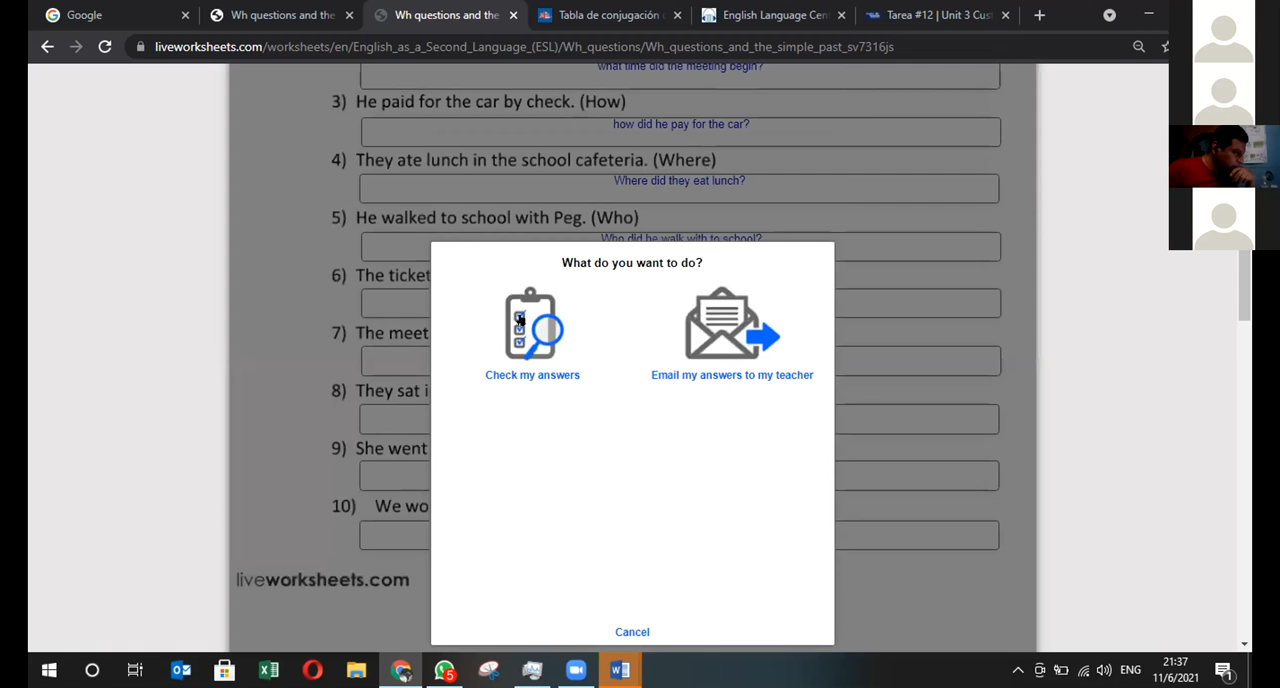 Google
Wh questions and the
Wh questions and the
Tabla de conjugación
English Language Cen
Tarea #12 | Unit 3 Cust
liveworksheets.com/worksheets/en/English_as_a_Second_Language_(ESL)/Wh_questions/Wh_questions_and_the_simple_past_sv7316js
what time did the meeting begin?
3) He paid for the car by check. (How)
how did he pay for the car?
4) They ate lunch in the school cafeteria. (Where)
Where did they eat lunch?
5) He walked to school with Peg. (Who)
Who did he walk with to school?
6) The ticket
7) The meet
8) They sat i
9) She went
10) We wo
What do you want to do?
Check my answers
Email my answers to my teacher
Cancel
liveworksheets.com
5
ENG
21:37
11/6/2021
1